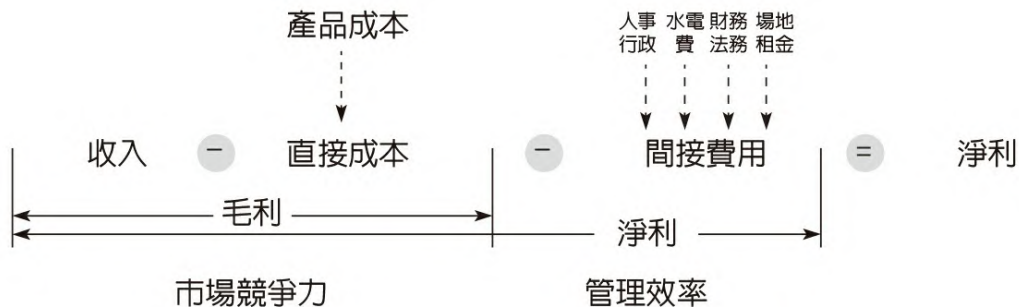 產品成本
人事 水電 財務 場地
行政 費 法務 租金
收入 − 直接成本 − 間接費用 = 淨利
毛利
淨利
市場競爭力 管理效率